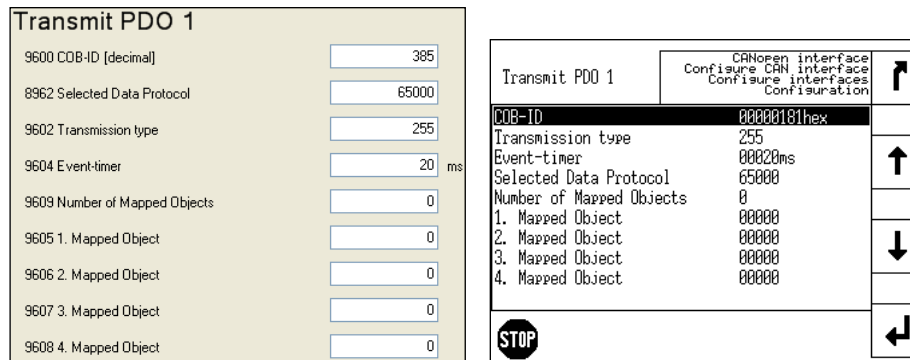 Transmit PDO 1
9600 COB-ID [decimal] 385
8962 Selected Data Protocol 65000
9602 Transmission type 255
9604 Event-timer 20 ms
9609 Number of Mapped Objects 0
9605 1. Mapped Object 0
9606 2. Mapped Object 0
9607 3. Mapped Object 0
9608 4. Mapped Object 0
Transmit PDO 1
CANopen interface
Configure CAN interface
Configure interfaces
Configuration
COB-ID 00000181hex
Transmission type 255
Event-timer 00020ms
Selected Data Protocol 65000
Number of Mapped Objects 0
1. Mapped Object 00000
2. Mapped Object 00000
3. Mapped Object 00000
4. Mapped Object 00000
STOP